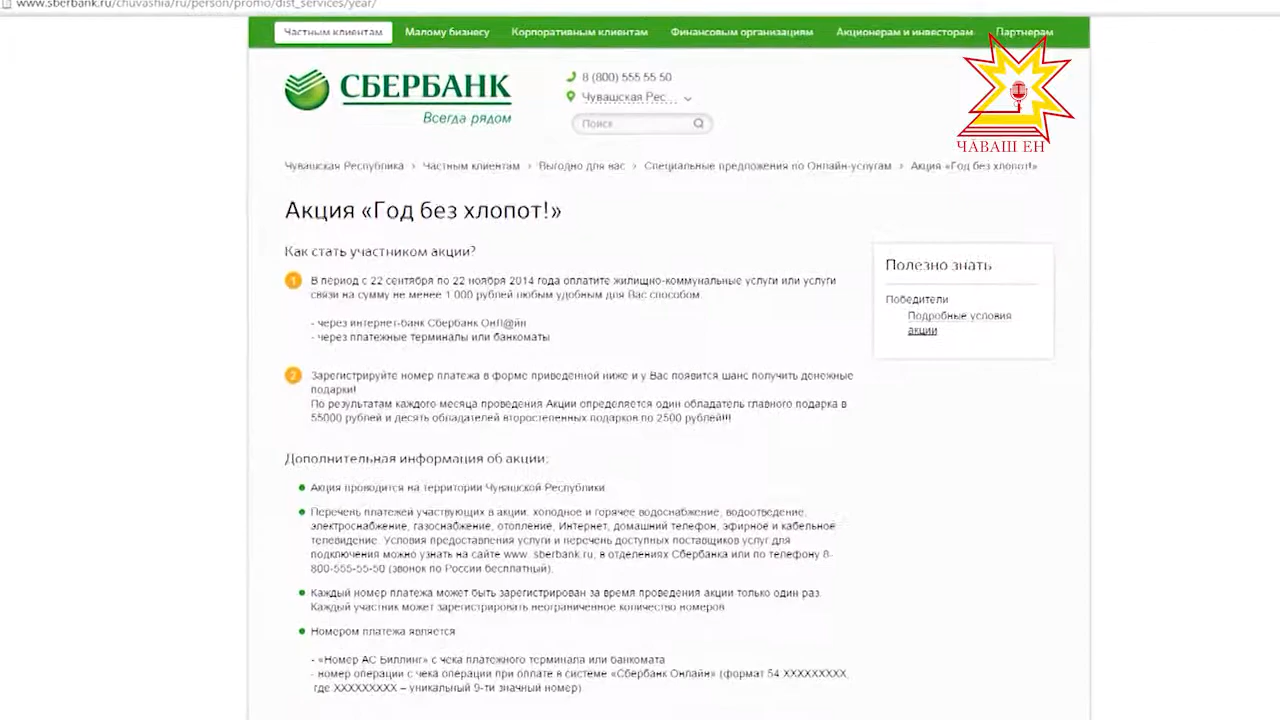 www.sberbank.ru/chuvashia/ru/person/promo/dist_services/year/
Частным клиентам Малому бизнесу Корпоративным клиентам Финансовым организациям Акционерам и инвесторам Партнерам
СБЕРБАНК
Всегда рядом
8 (800) 555 55 50
Чувашская Рес...
Поиск
ЧӐВАШ ЕН
Чувашская Республика > Частным клиентам > Выгодно для нас > Специальные предложения по Онлайн-услугам > Акция «Год без хлопот!»
Акция «Год без хлопот!»
Как стать участником акции?
1 В период с 22 сентября по 22 ноября 2014 года оплатите жилищно-коммунальные услуги или услуги
связи на сумму не менее 1 000 рублей любым удобным для Вас способом.
- через интернет-банк Сбербанк ОнЛ@йн
- через платежные терминалы или банкоматы
2 Зарегистрируйте номер платежа в форме приведенной ниже и у Вас появится шанс получить денежные
подарки!
По результатам каждого месяца проведения Акции определяется один обладатель главного подарка в
55000 рублей и десять обладателей второстепенных подарков по 2500 рублей!!!
Полезно знать
Победители
Подробные условия
акции
Дополнительная информация об акции:
Акция проводится на территории Чувашской Республики
Перечень платежей участвующих в акции: холодное и горячее водоснабжение, водоотведение,
электроснабжение, газоснабжение, отопление, Интернет, домашний телефон, эфирное и кабельное
телевидение. Условия предоставления услуги и перечень доступных поставщиков услуг для
подключения можно узнать на сайте www. sberbank.ru, в отделениях Сбербанка или по телефону 8-
800-555-55-50 (звонок по России бесплатный).
Каждый номер платежа может быть зарегистрирован за время проведения акции только один раз.
Каждый участник может зарегистрировать неограниченное количество номеров.
Номером платежа является
- «Номер АС Биллинг» с чека платежного терминала или банкомата
- номер операции с чека операции при оплате в системе «Сбербанк Онлайн» (формат 54 XXXXXXXXX,
где XXXXXXXXX – уникальный 9-ти значный номер)